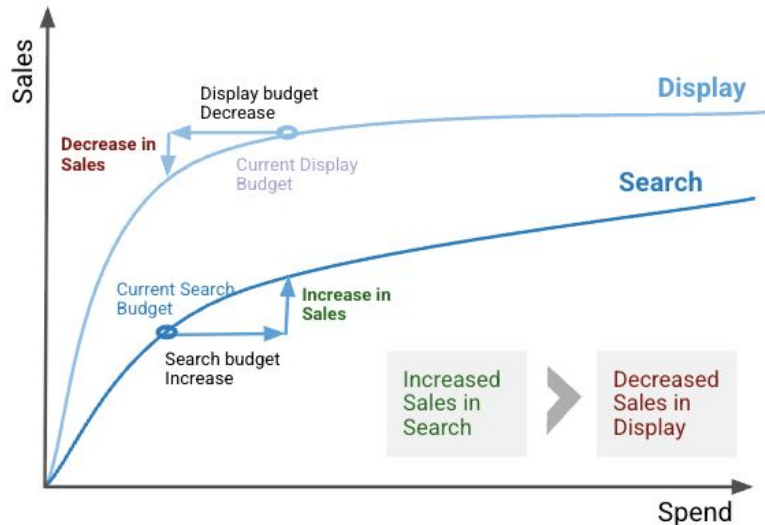 Sales
Display budget
Decrease
Display
Decrease in
Sales
Current Display
Budget
Search
Current Search
Budget
Increase in
Sales
Search budget
Increase
Increased
Sales in
Search
Decreased
Sales in
Display
Spend